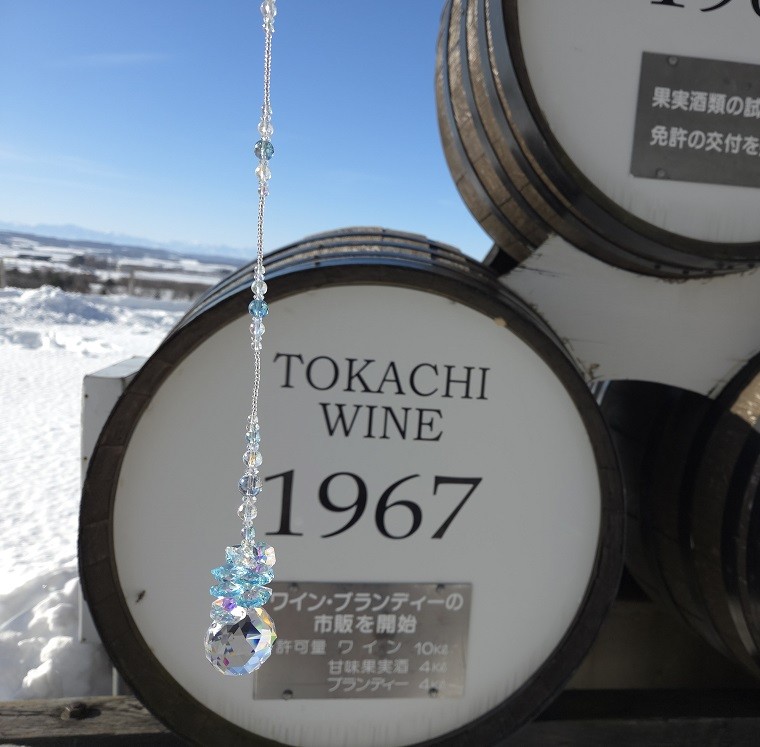 果実酒類の試
免許の交付を
TOKACHI
WINE
1967
ワイン・ブランディーの
市販を開始
許可量 ワイン 10㎘
甘味果実酒 4㎘
ブランディー 4㎘